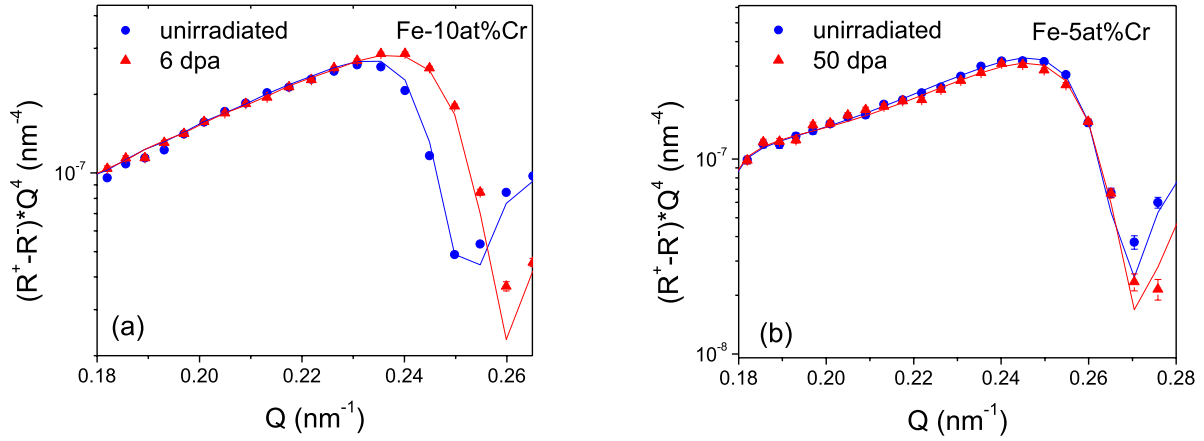 unirradiated
6 dpa
Fe-10at%Cr
(R⁺-R⁻)*Q⁴ (nm⁻⁴)
10⁻⁷
(a)
0.18 0.20 0.22 0.24 0.26
Q (nm⁻¹)
unirradiated
50 dpa
Fe-5at%Cr
(R⁺-R⁻)*Q⁴ (nm⁻⁴)
10⁻⁷
10⁻⁸
(b)
0.18 0.20 0.22 0.24 0.26 0.28
Q (nm⁻¹)